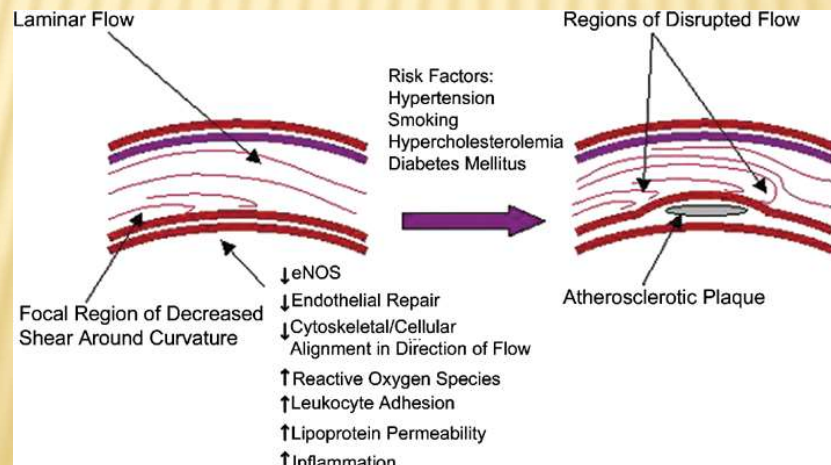 Laminar Flow
Regions of Disrupted Flow
Risk Factors:
Hypertension
Smoking
Hypercholesterolemia
Diabetes Mellitus
Focal Region of Decreased
Shear Around Curvature
↓eNOS
↓Endothelial Repair
↓Cytoskeletal/Cellular
Alignment in Direction of Flow
↑Reactive Oxygen Species
↑Leukocyte Adhesion
↑Lipoprotein Permeability
↑Inflammation
Atherosclerotic Plaque